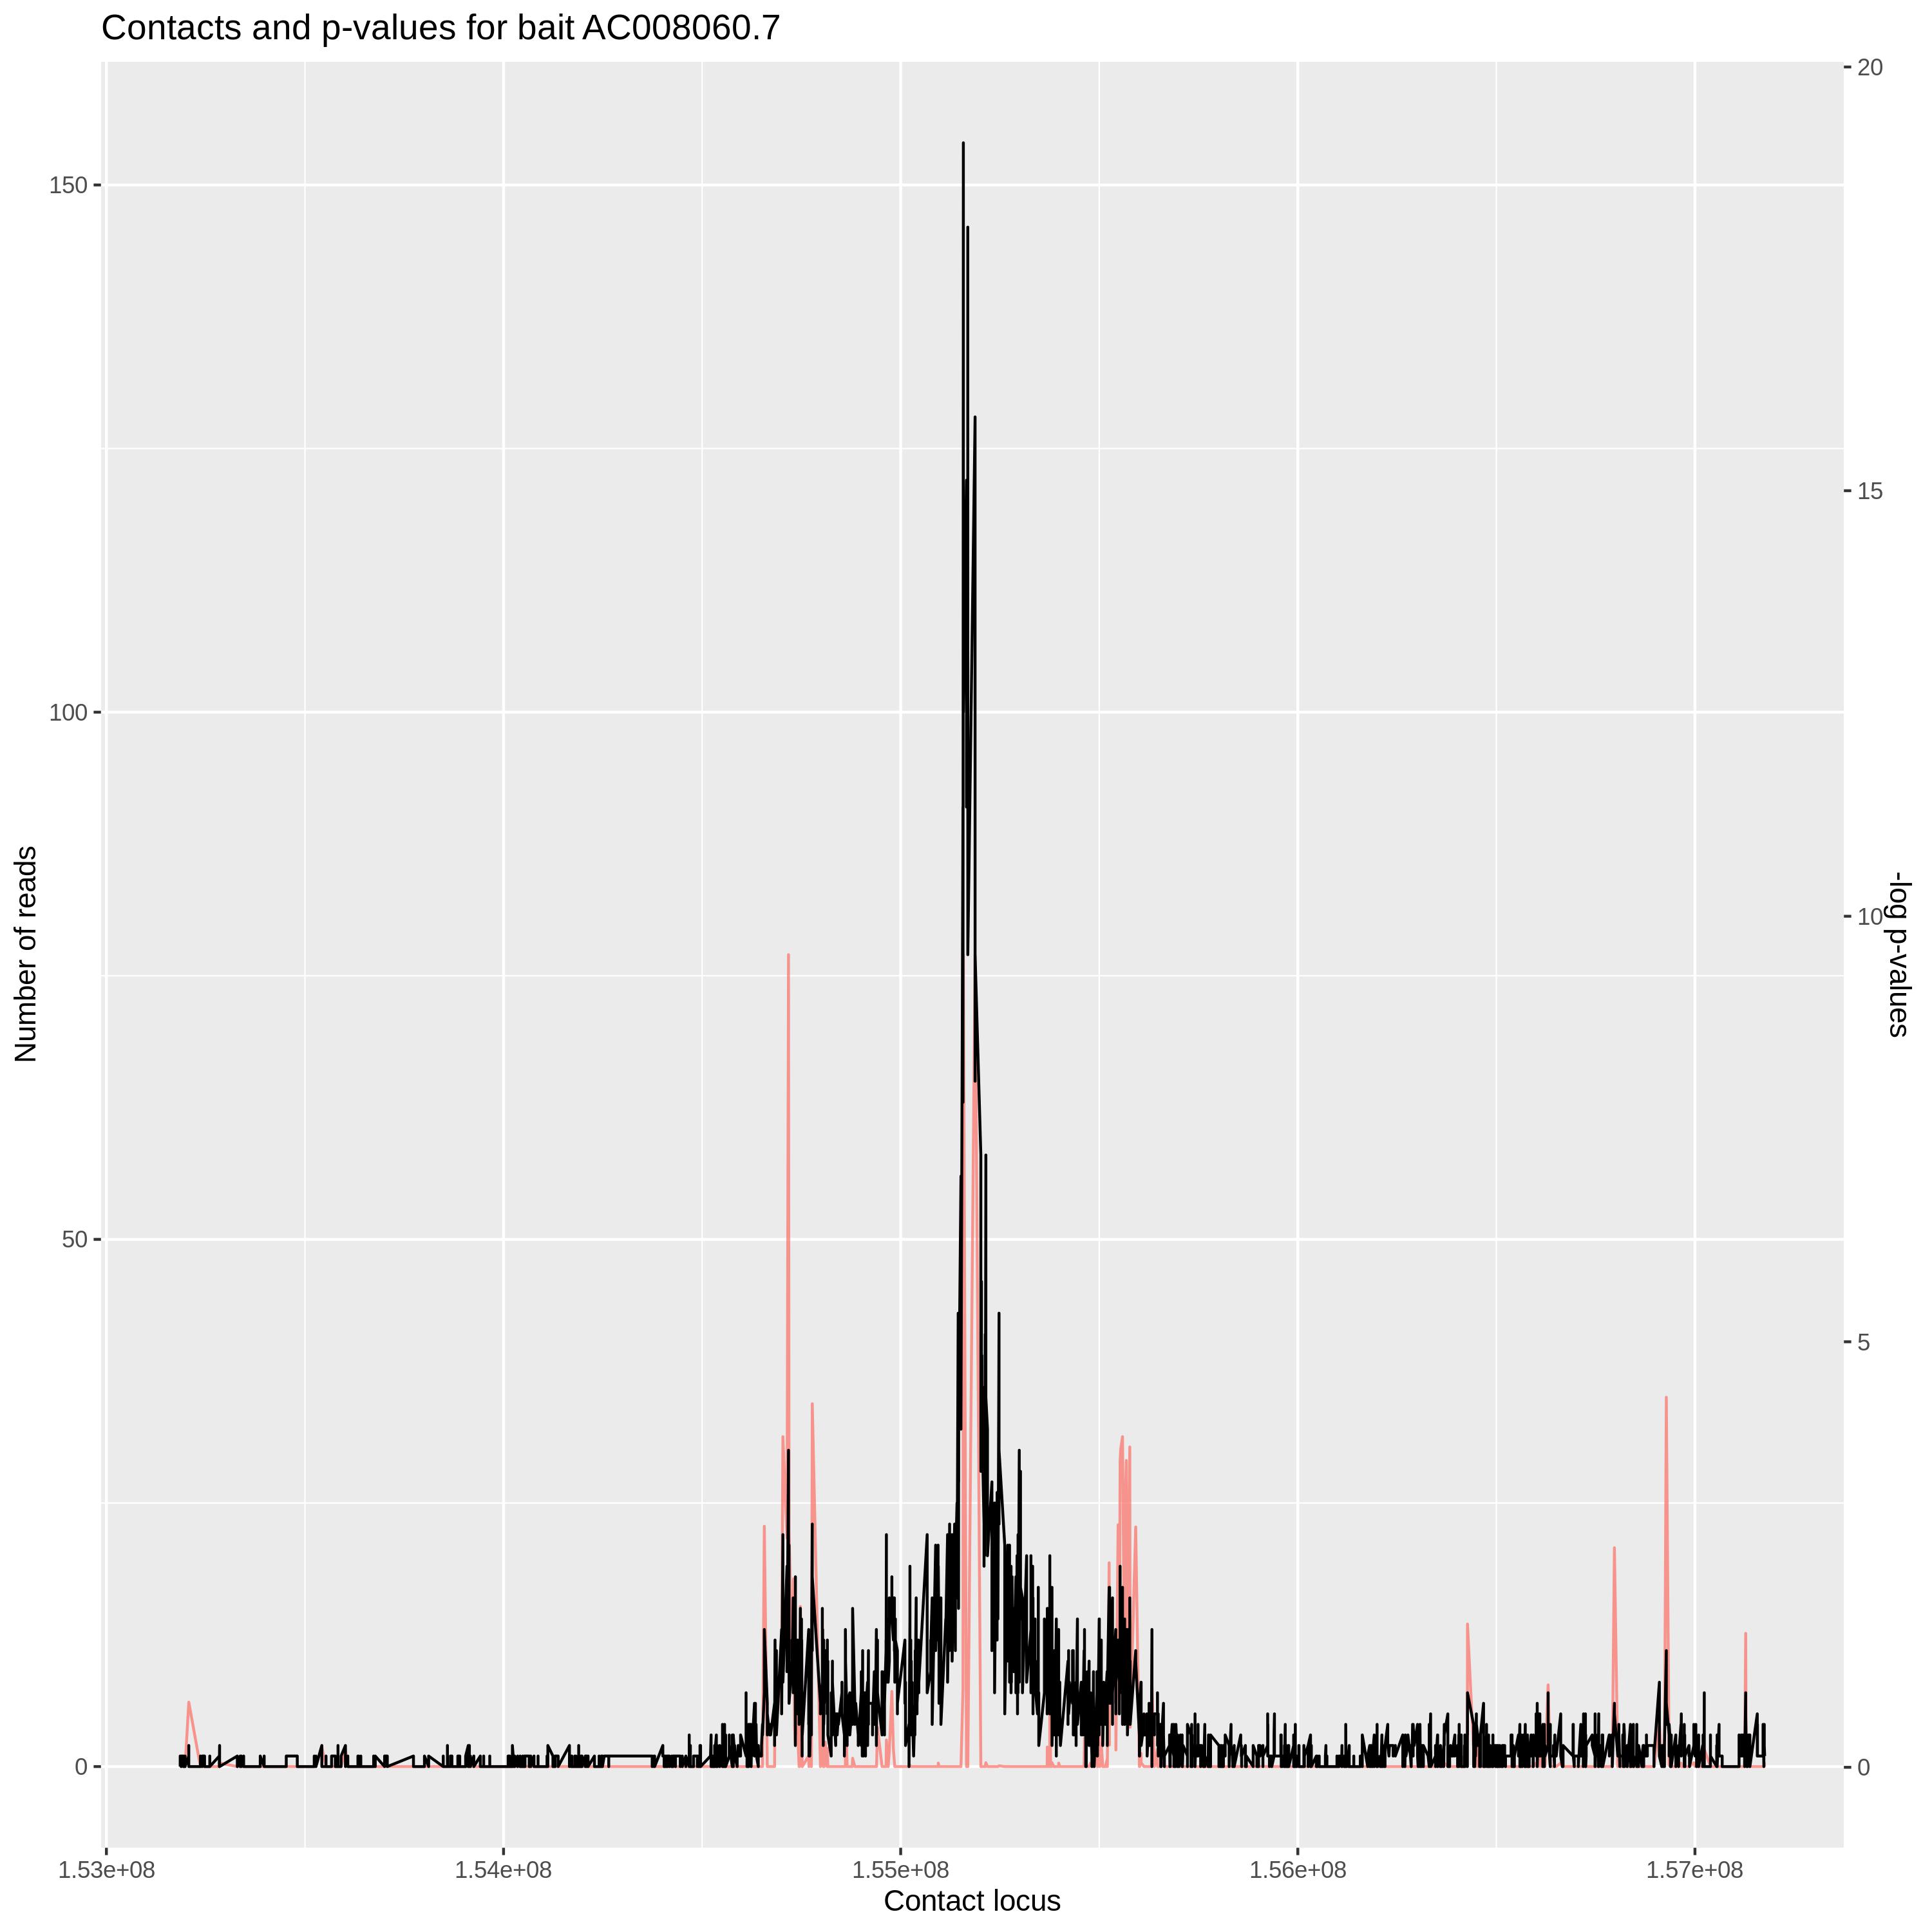 Contacts and p-values for bait AC008060.7
20
150
15
100
10
Number of reads
-log p-values
50
5
0
0
1.53e+08
1.54e+08
1.55e+08
1.56e+08
1.57e+08
Contact locus